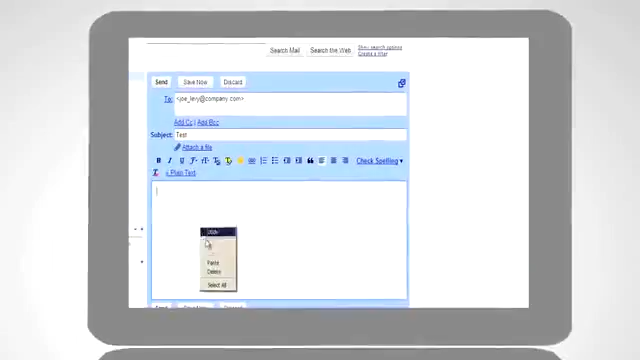 Search Mail Search the Web Show search options
Create a filter
Send Save Now Discard
To: <joe_levy@company.com>
Add Cc | Add Bcc
Subject: Test
Attach a file
B I U Check Spelling
« Plain Text
Undo
Paste
Delete
Select All